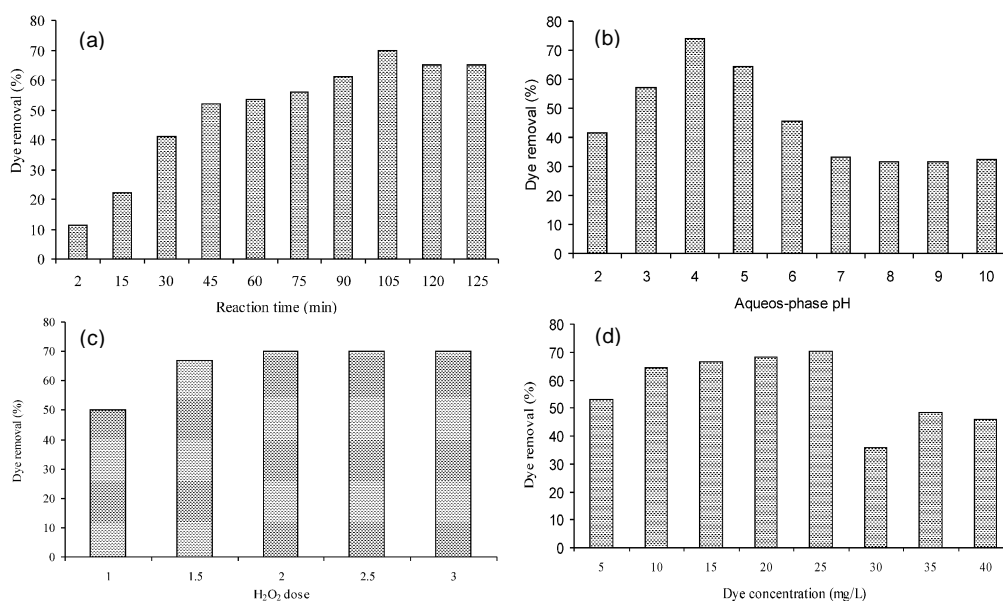 (a)
Dye removal (%)
80
70
60
50
40
30
20
10
0
2 15 30 45 60 75 90 105 120 125
Reaction time (min)
(b)
Dye removal (%)
80
70
60
50
40
30
20
10
0
2 3 4 5 6 7 8 9 10
Aqueos-phase pH
(c)
Dye removal (%)
80
70
60
50
40
30
20
10
0
1 1.5 2 2.5 3
H₂O₂ dose
(d)
Dye removal (%)
80
70
60
50
40
30
20
10
0
5 10 15 20 25 30 35 40
Dye concentration (mg/L)